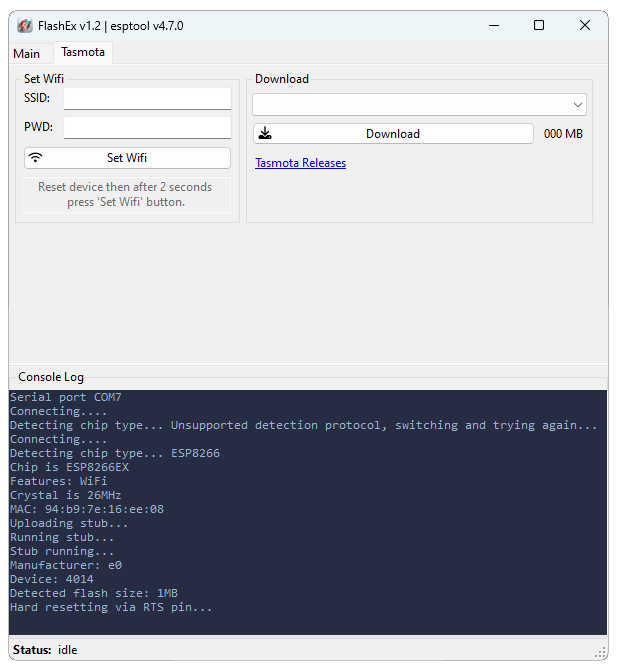 FlashEx v1.2 | esptool v4.7.0
Main
Tasmota
Set Wifi
SSID:
PWD:
Set Wifi
Reset device then after 2 seconds
press 'Set Wifi' button.
Download
Download
000 MB
Tasmota Releases
Console Log
Serial port COM7
Connecting....
Detecting chip type... Unsupported detection protocol, switching and trying again...
Connecting....
Detecting chip type... ESP8266
Chip is ESP8266EX
Features: WiFi
Crystal is 26MHz
MAC: 94:b9:7e:16:ee:08
Uploading stub...
Running stub...
Stub running...
Manufacturer: e0
Device: 4014
Detected flash size: 1MB
Hard resetting via RTS pin...
Status: idle